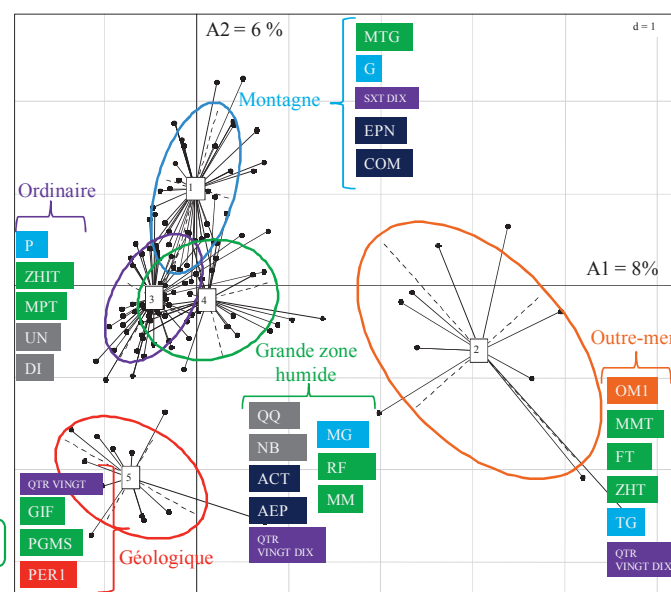 A2 = 6 %
d = 1
Montagne
MTG
G
SXT DIX
EPN
COM
1
Ordinaire
P
ZHIT
MPT
UN
DI
3
4
A1 = 8%
2
Outre-mer
OM1
MMT
FT
ZHT
TG
QTR
VINGT DIX
Grande zone
humide
QQ
NB
ACT
AEP
QTR
VINGT DIX
MG
RF
MM
5
QTR VINGT
GIF
PGMS
PER1
Géologique